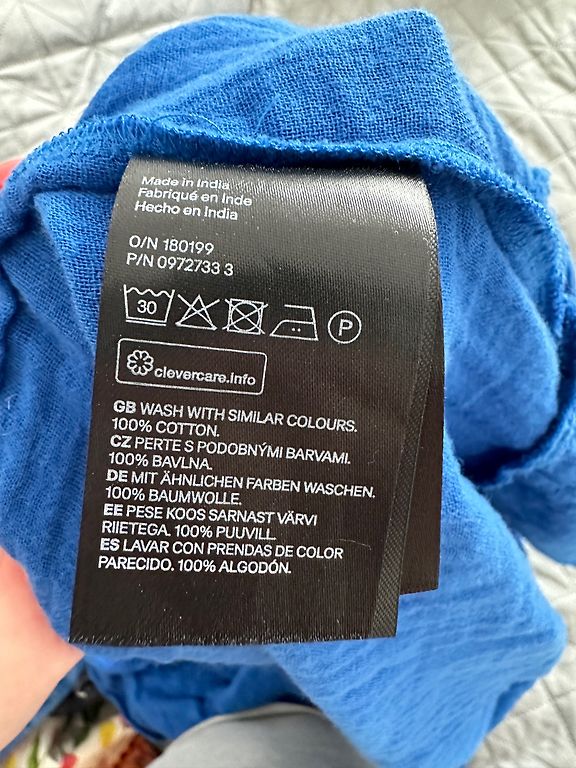 Made in India
Fabriqué en Inde
Hecho en India
O/N 180199
P/N 0972733 3
30
P
clevercare.info
GB WASH WITH SIMILAR COLOURS.
100% COTTON.
CZ PERTE S PODOBNÝMI BARVAMI.
100% BAVLNA.
DE MIT ÄHNLICHEN FARBEN WASCHEN.
100% BAUMWOLLE.
EE PESE KOOS SARNAST VÄRVI
RIIETEGA. 100% PUUVILL.
ES LAVAR CON PRENDAS DE COLOR
PARECIDO. 100% ALGODÓN.